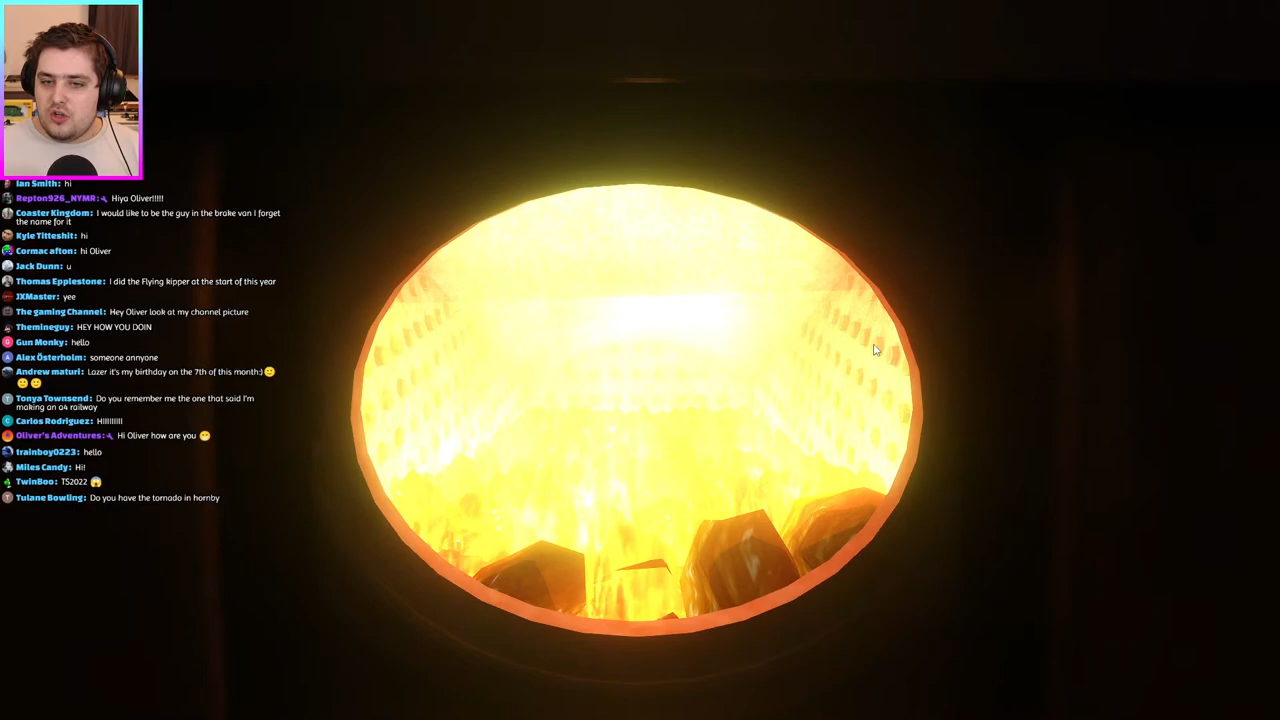 Ian Smith: hi
Repton926_NYMR: Hiya Oliver!!!!!
Coaster Kingdom: I would like to be the guy in the brake van I forget
the name for it
Kyle Titteshit: hi
Cormac afton: hi Oliver
Jack Dunn: u
Thomas Epplestone: I did the Flying kipper at the start of this year
JXMaster: yee
The gaming Channel: Hey Oliver look at my channel picture
Themineguy: HEY HOW YOU DOIN
Gun Monky: hello
Alex Österholm: someone annyone
Andrew maturi: Lazer it's my birthday on the 7th of this month:)🙂
🙂🙂
Tonya Townsend: Do you remember me the one that said I'm
making an a4 railway
Carlos Rodriguez: HIIIIIIIII
Oliver's Adventures: Hi Oliver how are you 😁
trainboy0223: hello
Miles Candy: Hi!
TwinBoo: TS2022 😱
Tulane Bowling: Do you have the tornado in hornby